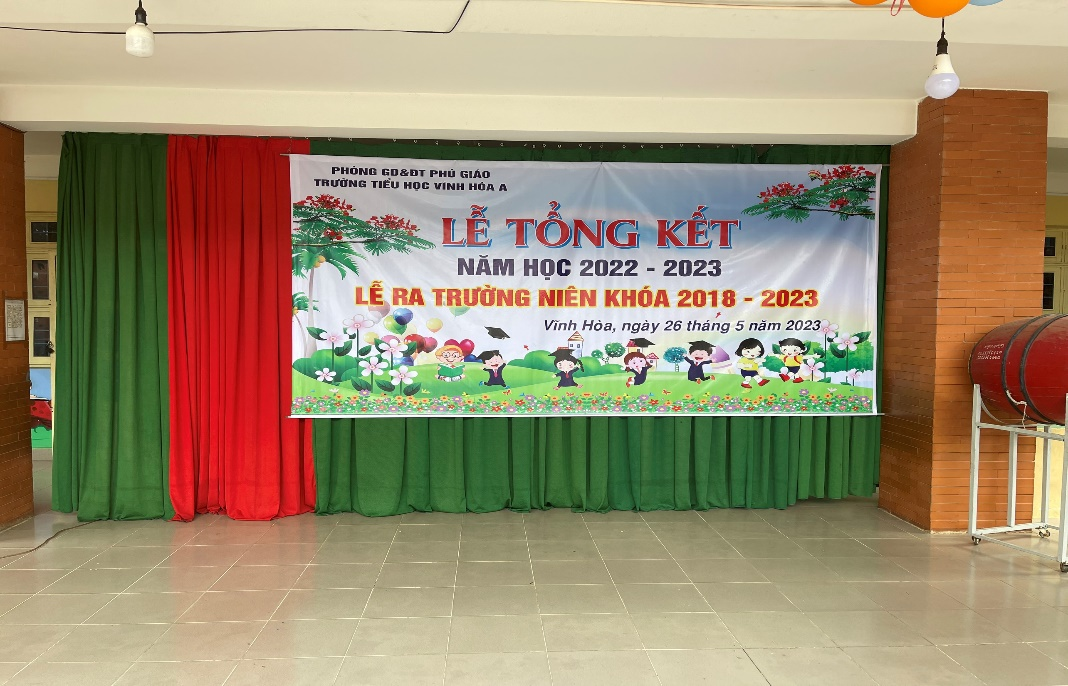 PHÒNG GD&ĐT PHÚ GIÁO
TRƯỜNG TIỂU HỌC VĨNH HÒA A
LỄ TỔNG KẾT
NĂM HỌC 2022 - 2023
LỄ RA TRƯỜNG NIÊN KHÓA 2018 - 2023
Vĩnh Hòa, ngày 26 tháng 5 năm 2023